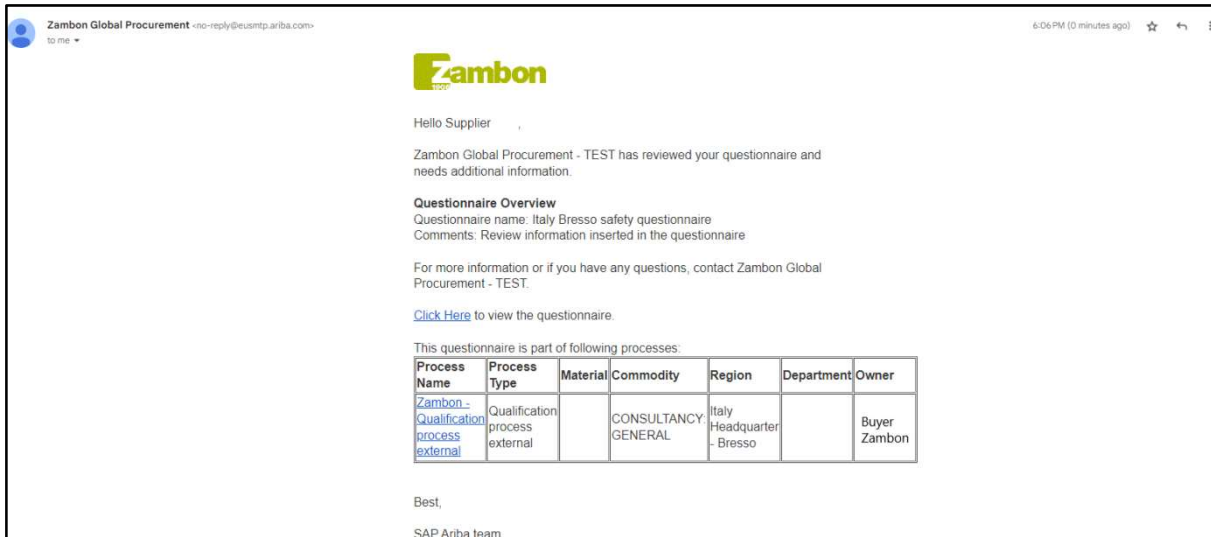 Zambon Global Procurement <no-reply@eusmtp.ariba.com>
6:06 PM (0 minutes ago)
to me
Zambon
1906
Hello Supplier ,
Zambon Global Procurement - TEST has reviewed your questionnaire and
needs additional information.
Questionnaire Overview
Questionnaire name: Italy Bresso safety questionnaire
Comments: Review information inserted in the questionnaire
For more information or if you have any questions, contact Zambon Global
Procurement - TEST.
Click Here to view the questionnaire.
This questionnaire is part of following processes:
Process Name Process Type Material Commodity Region Department Owner
Zambon - Qualification process external Qualification process external CONSULTANCY: GENERAL Italy Headquarter - Bresso Buyer Zambon
Best,
SAP Ariba team